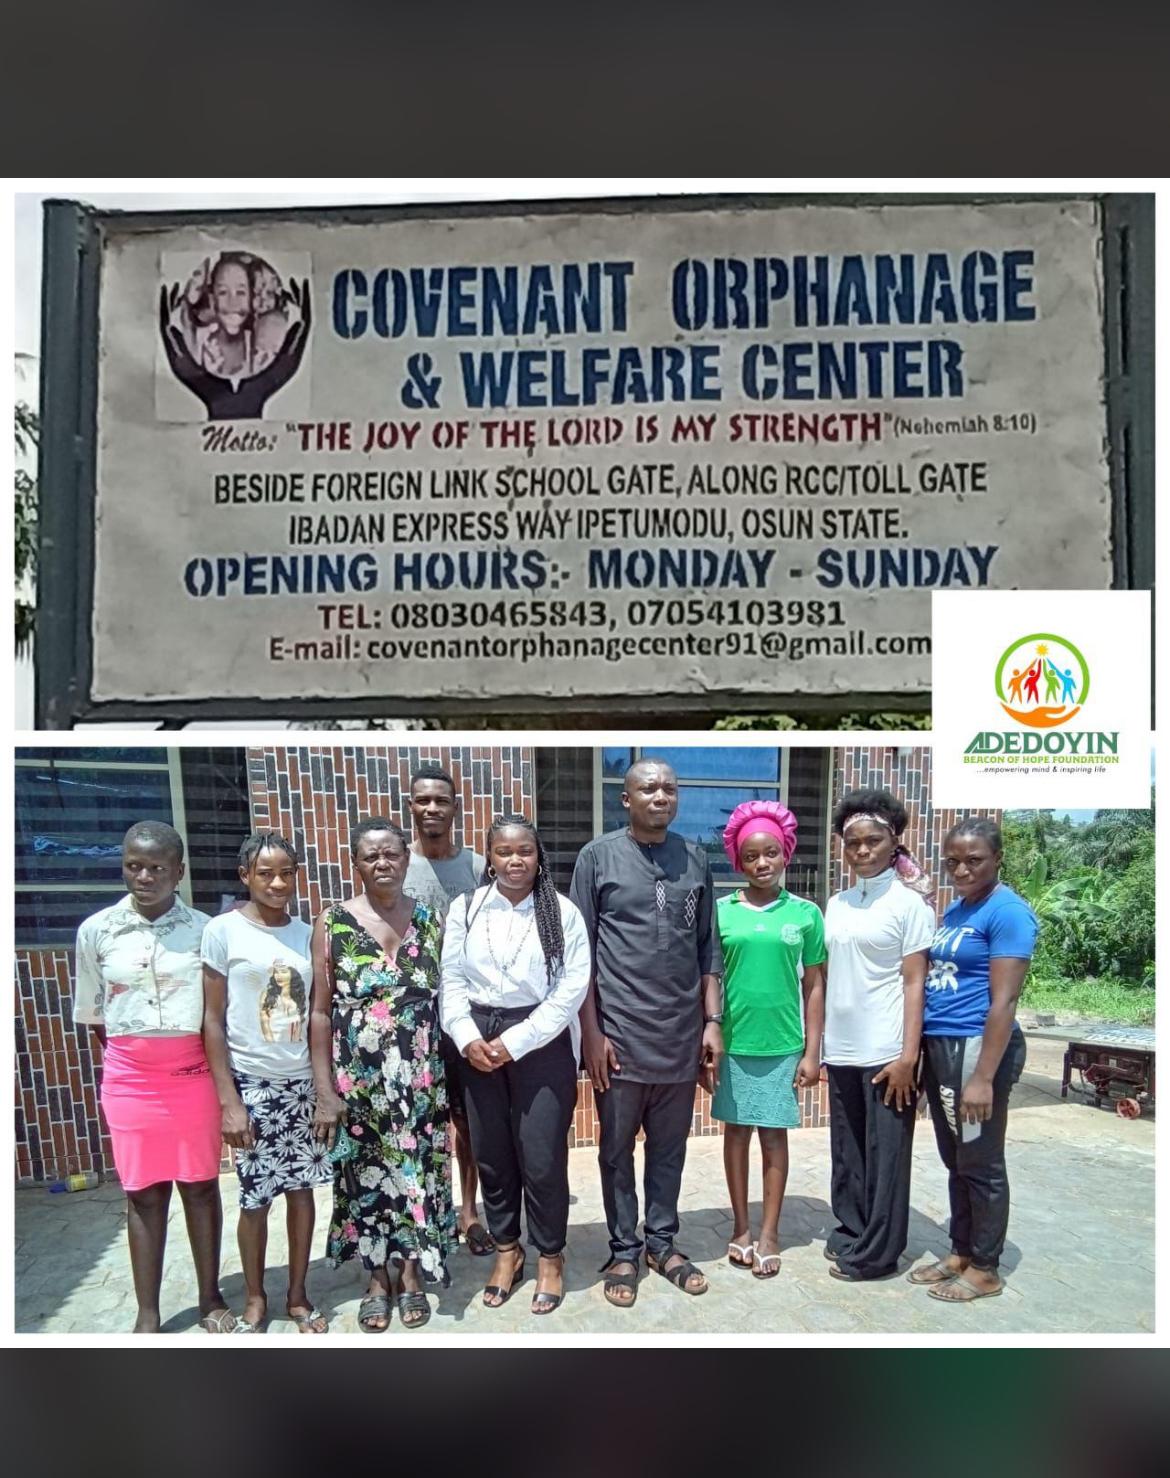 COVENANT ORPHANAGE
& WELFARE CENTER
Motto: "THE JOY OF THE LORD IS MY STRENGTH" (Nehemiah 8:10)
BESIDE FOREIGN LINK SCHOOL GATE, ALONG RCC/TOLL GATE
IBADAN EXPRESS WAY IPETUMODU, OSUN STATE.
OPENING HOURS:- MONDAY - SUNDAY
TEL: 08030465843, 07054103981
E-mail: covenantorphanagecenter91@gmail.com
ADEDOYIN
BEACON OF HOPE FOUNDATION
...empowering mind & inspiring life
adidas